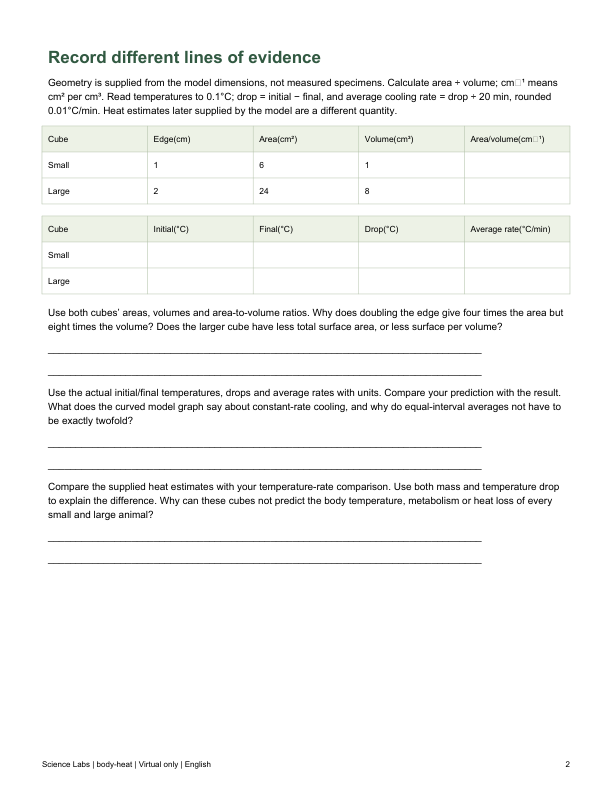 Record different lines of evidence
Geometry is supplied from the model dimensions, not measured specimens. Calculate area ÷ volume; cm□¹ means
cm² per cm³. Read temperatures to 0.1°C; drop = initial − final, and average cooling rate = drop ÷ 20 min, rounded
0.01°C/min. Heat estimates later supplied by the model are a different quantity.
Cube Edge(cm) Area(cm²) Volume(cm³) Area/volume(cm□¹)
Small 1 6 1
Large 2 24 8
Cube Initial(°C) Final(°C) Drop(°C) Average rate(°C/min)
Small
Large
Use both cubes’ areas, volumes and area-to-volume ratios. Why does doubling the edge give four times the area but
eight times the volume? Does the larger cube have less total surface area, or less surface per volume?
Use the actual initial/final temperatures, drops and average rates with units. Compare your prediction with the result.
What does the curved model graph say about constant-rate cooling, and why do equal-interval averages not have to
be exactly twofold?
Compare the supplied heat estimates with your temperature-rate comparison. Use both mass and temperature drop
to explain the difference. Why can these cubes not predict the body temperature, metabolism or heat loss of every
small and large animal?
Science Labs | body-heat | Virtual only | English 2